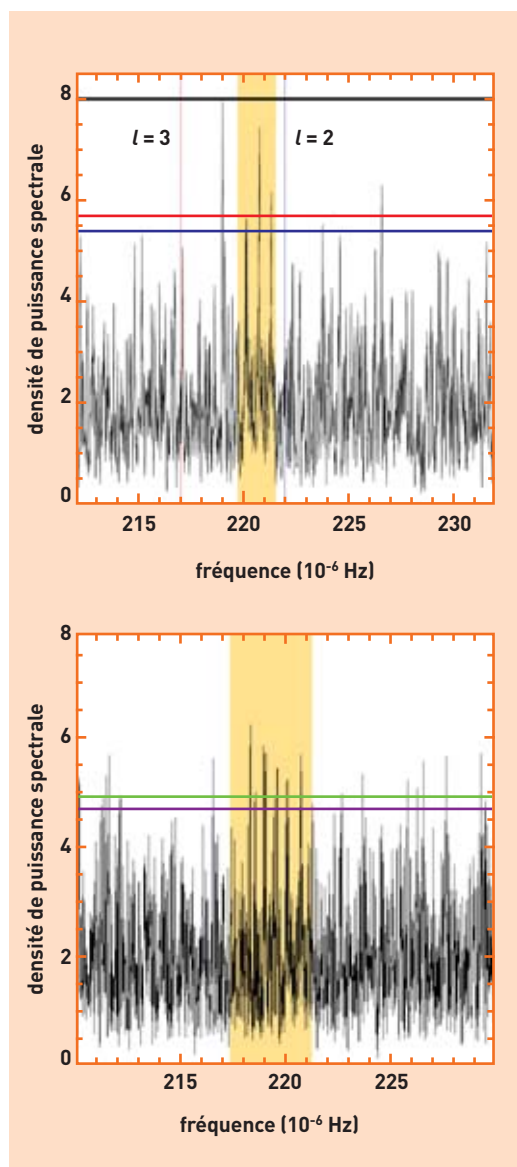 8
l = 3
l = 2
6
4
2
0
densité de puissance spectrale
215 220 225 230
fréquence (10⁻⁶ Hz)
8
6
4
2
0
densité de puissance spectrale
215 220 225
fréquence (10⁻⁶ Hz)